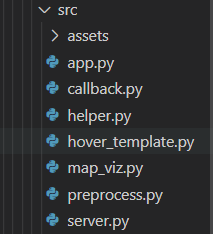 src
assets
app.py
callback.py
helper.py
hover_template.py
map_viz.py
preprocess.py
server.py